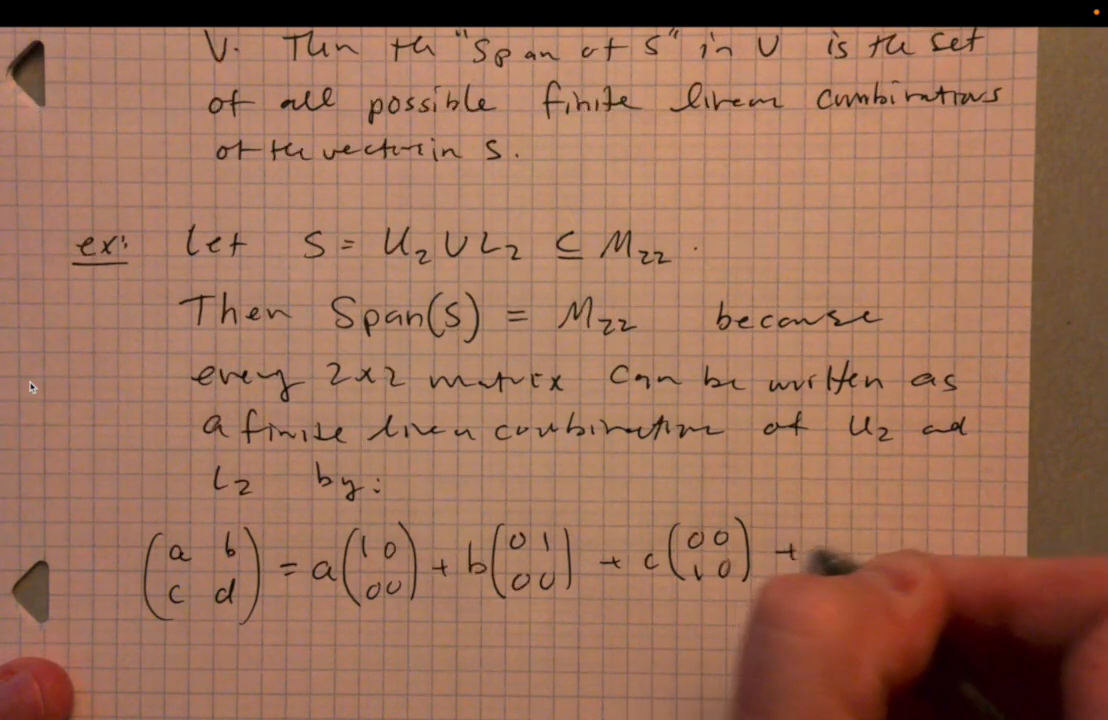 V. Then the "Span of S" in V is the set
of all possible finite linear combinations
of the vectors in S.
ex: Let S = U₂ ∪ L₂ ⊆ M₂₂.
Then Span(S) = M₂₂ because
every 2x2 matrix can be written as
a finite linear combination of U₂ and
L₂ by:
(a b; c d) = a(1 0; 0 0) + b(0 1; 0 0) + c(0 0; 1 0) +